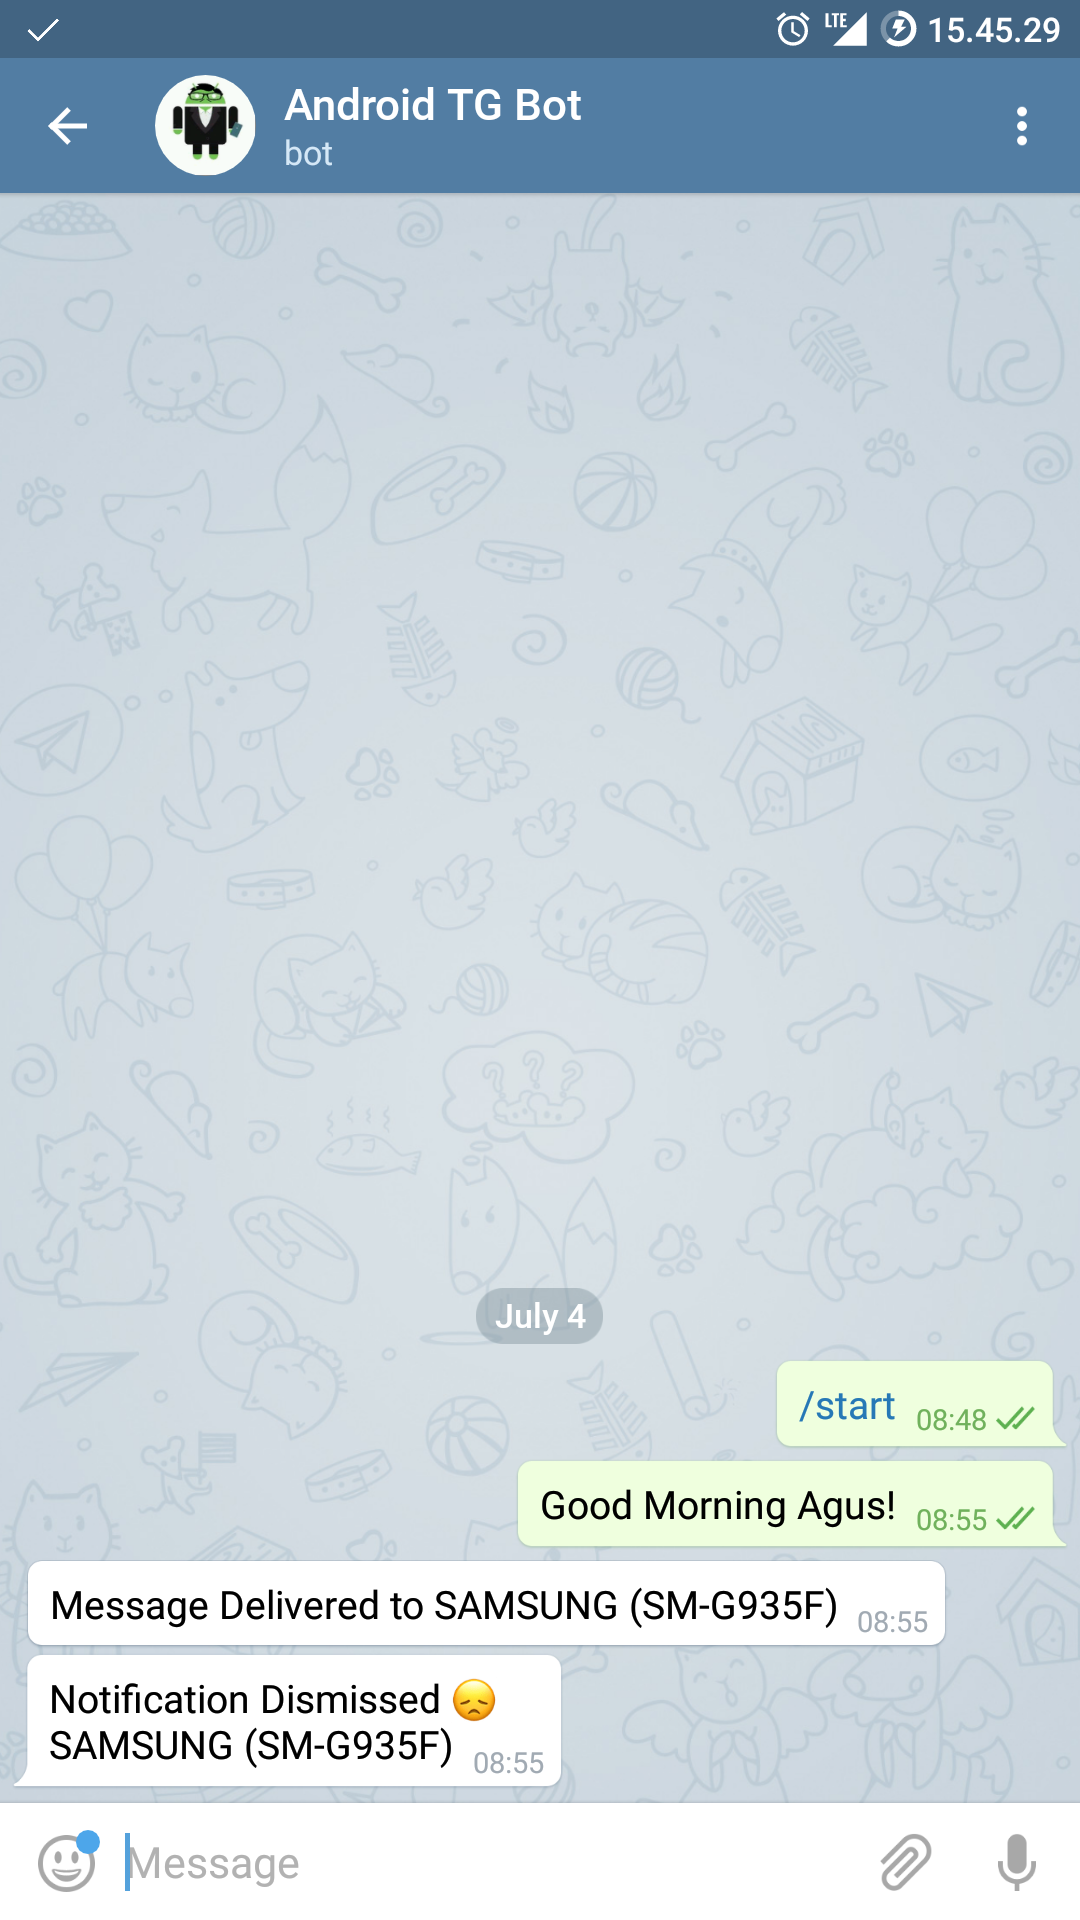 LTE 15.45.29
Android TG Bot
bot
July 4
/start 08:48
Good Morning Agus! 08:55
Message Delivered to SAMSUNG (SM-G935F) 08:55
Notification Dismissed 😞
SAMSUNG (SM-G935F) 08:55
Message